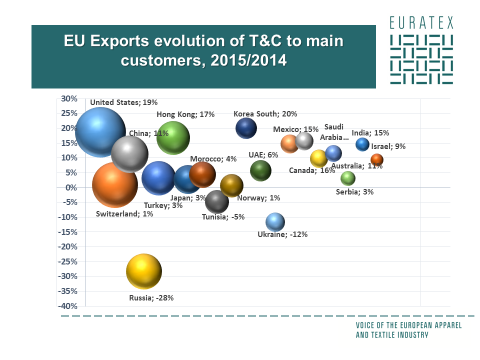 EU Exports evolution of T&C to main
customers, 2015/2014
EURATEX
30%
25%
20%
15%
10%
5%
0%
-5%
-10%
-15%
-20%
-25%
-30%
-35%
-40%
United States; 19%
China; 11%
Hong Kong; 17%
Korea South; 20%
Mexico; 15%
Saudi
Arabia...
India; 15%
Israel; 9%
Morocco; 4%
UAE; 6%
Canada; 16%
Australia; 11%
Switzerland; 1%
Turkey; 3%
Japan; 3%
Tunisia; -5%
Norway; 1%
Serbia; 3%
Ukraine; -12%
Russia; -28%
VOICE OF THE EUROPEAN APPAREL
AND TEXTILE INDUSTRY